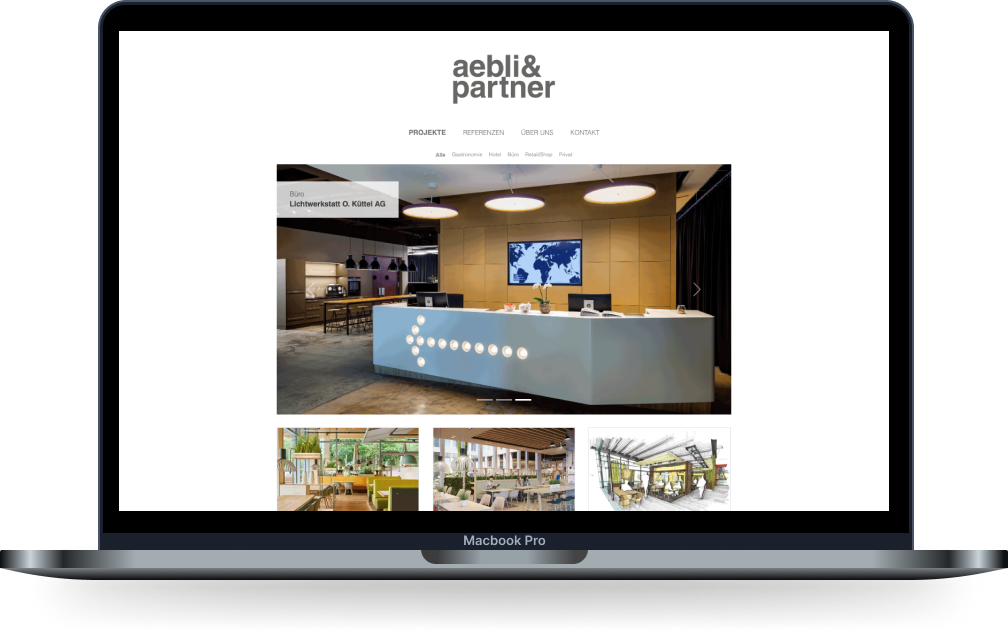 aebli&
partner
PROJEKTE REFERENZEN ÜBER UNS KONTAKT
Alle Gastronomie Hotel Büro Retail/Shop Privat
Büro
Lichtwerkstatt O. Küttel AG
Macbook Pro